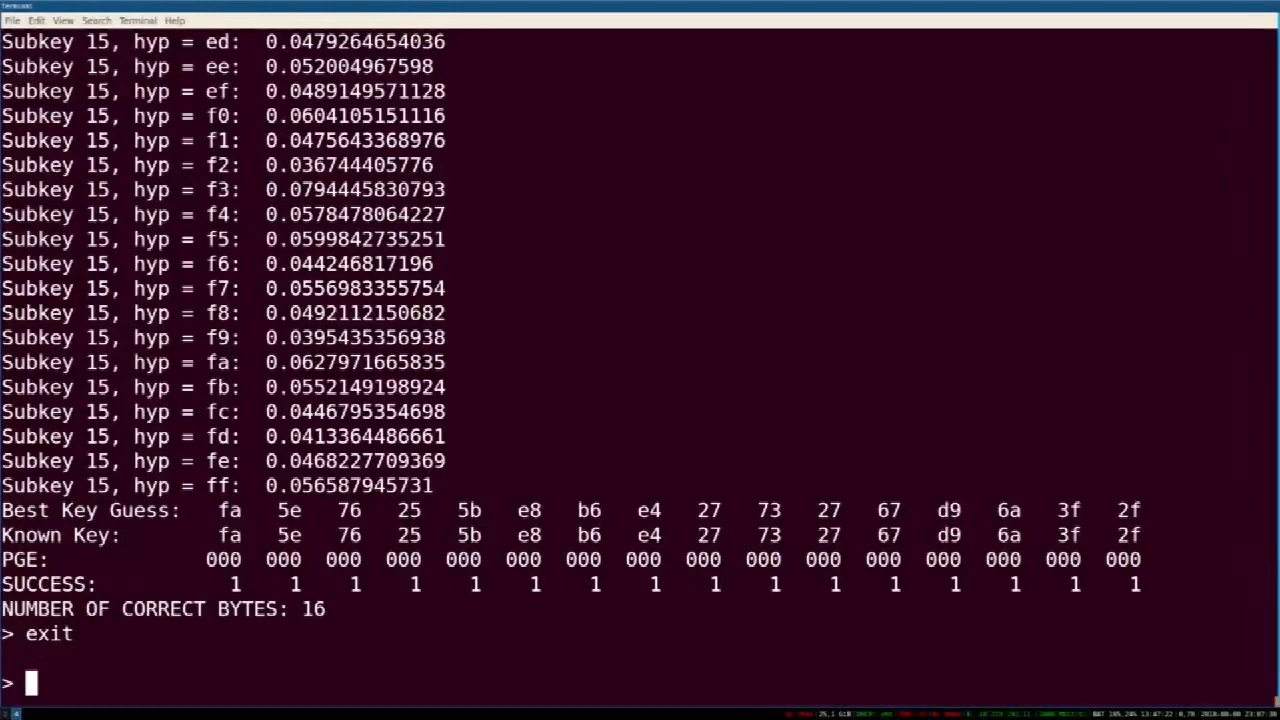 Terminal
File Edit View Search Terminal Help
Subkey 15, hyp = ed: 0.0479264654036
Subkey 15, hyp = ee: 0.052004967598
Subkey 15, hyp = ef: 0.0489149571128
Subkey 15, hyp = f0: 0.0604105151116
Subkey 15, hyp = f1: 0.0475643368976
Subkey 15, hyp = f2: 0.036744405776
Subkey 15, hyp = f3: 0.0794445830793
Subkey 15, hyp = f4: 0.0578478064227
Subkey 15, hyp = f5: 0.0599842735251
Subkey 15, hyp = f6: 0.044246817196
Subkey 15, hyp = f7: 0.0556983355754
Subkey 15, hyp = f8: 0.0492112150682
Subkey 15, hyp = f9: 0.0395435356938
Subkey 15, hyp = fa: 0.0627971665835
Subkey 15, hyp = fb: 0.0552149198924
Subkey 15, hyp = fc: 0.0446795354698
Subkey 15, hyp = fd: 0.0413364486661
Subkey 15, hyp = fe: 0.0468227709369
Subkey 15, hyp = ff: 0.056587945731
Best Key Guess: fa 5e 76 25 5b e8 b6 e4 27 73 27 67 d9 6a 3f 2f
Known Key: fa 5e 76 25 5b e8 b6 e4 27 73 27 67 d9 6a 3f 2f
PGE: 000 000 000 000 000 000 000 000 000 000 000 000 000 000 000 000
SUCCESS: 1 1 1 1 1 1 1 1 1 1 1 1 1 1 1 1
NUMBER OF CORRECT BYTES: 16
> exit
>